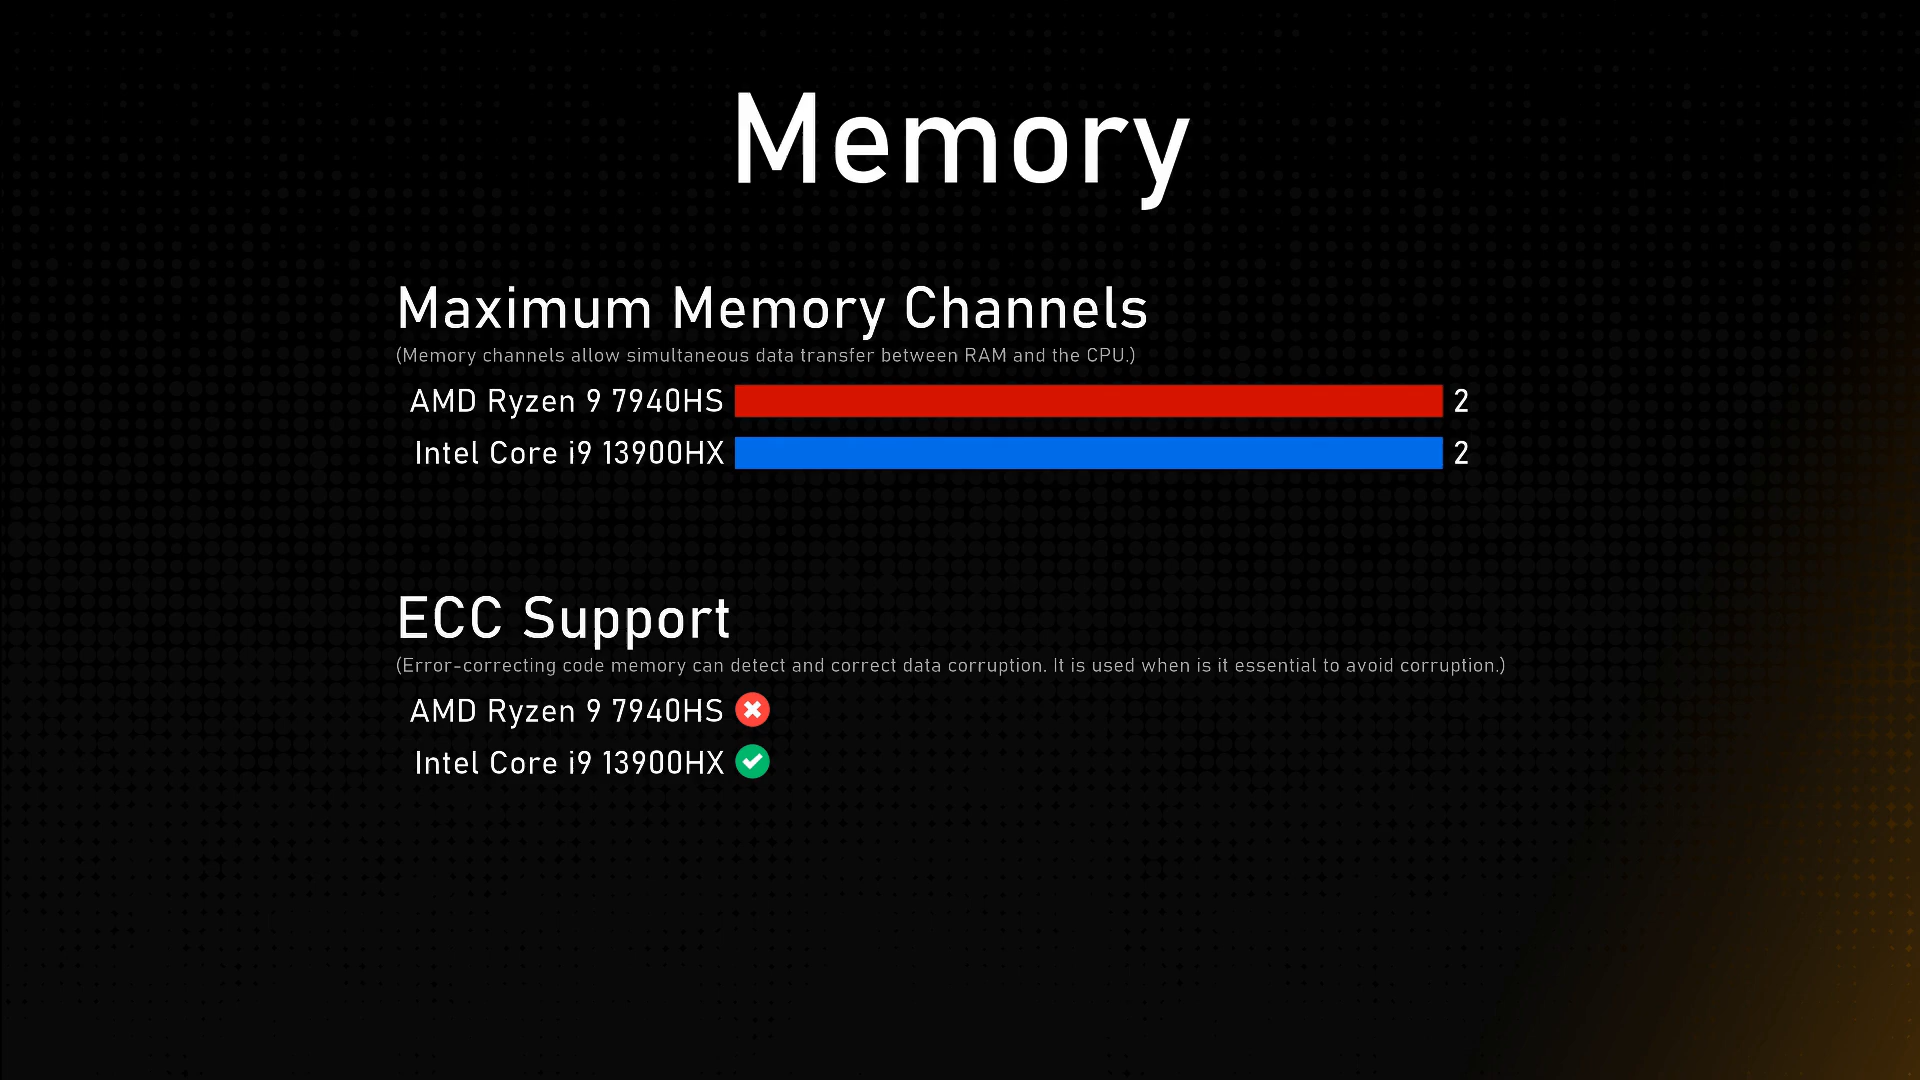 Memory
Maximum Memory Channels
(Memory channels allow simultaneous data transfer between RAM and the CPU.)
AMD Ryzen 9 7940HS 2
Intel Core i9 13900HX 2
ECC Support
(Error-correcting code memory can detect and correct data corruption. It is used when is it essential to avoid corruption.)
AMD Ryzen 9 7940HS
Intel Core i9 13900HX